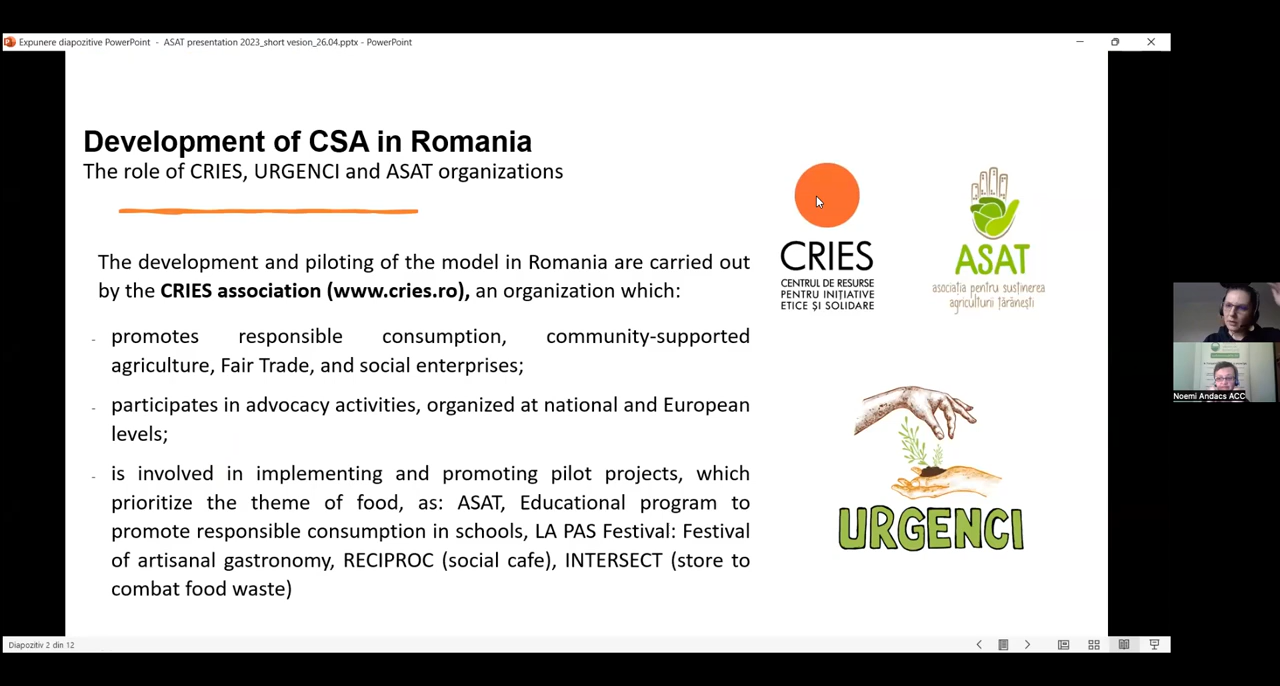 Expunere diapozitive PowerPoint - ASAT presentation 2023_short vesion_26.04.pptx - PowerPoint
Development of CSA in Romania
The role of CRIES, URGENCI and ASAT organizations
The development and piloting of the model in Romania are carried out
by the CRIES association (www.cries.ro), an organization which:
- promotes responsible consumption, community-supported
agriculture, Fair Trade, and social enterprises;
- participates in advocacy activities, organized at national and European
levels;
- is involved in implementing and promoting pilot projects, which
prioritize the theme of food, as: ASAT, Educational program to
promote responsible consumption in schools, LA PAS Festival: Festival
of artisanal gastronomy, RECIPROC (social cafe), INTERSECT (store to
combat food waste)
CRIES
CENTRUL DE RESURSE
PENTRU INIȚIATIVE
ETICE ȘI SOLIDARE
ASAT
asociația pentru susținerea
agriculturii țărănești
URGENCI
Noemi Andacs ACC
Diapozitiv 2 din 12